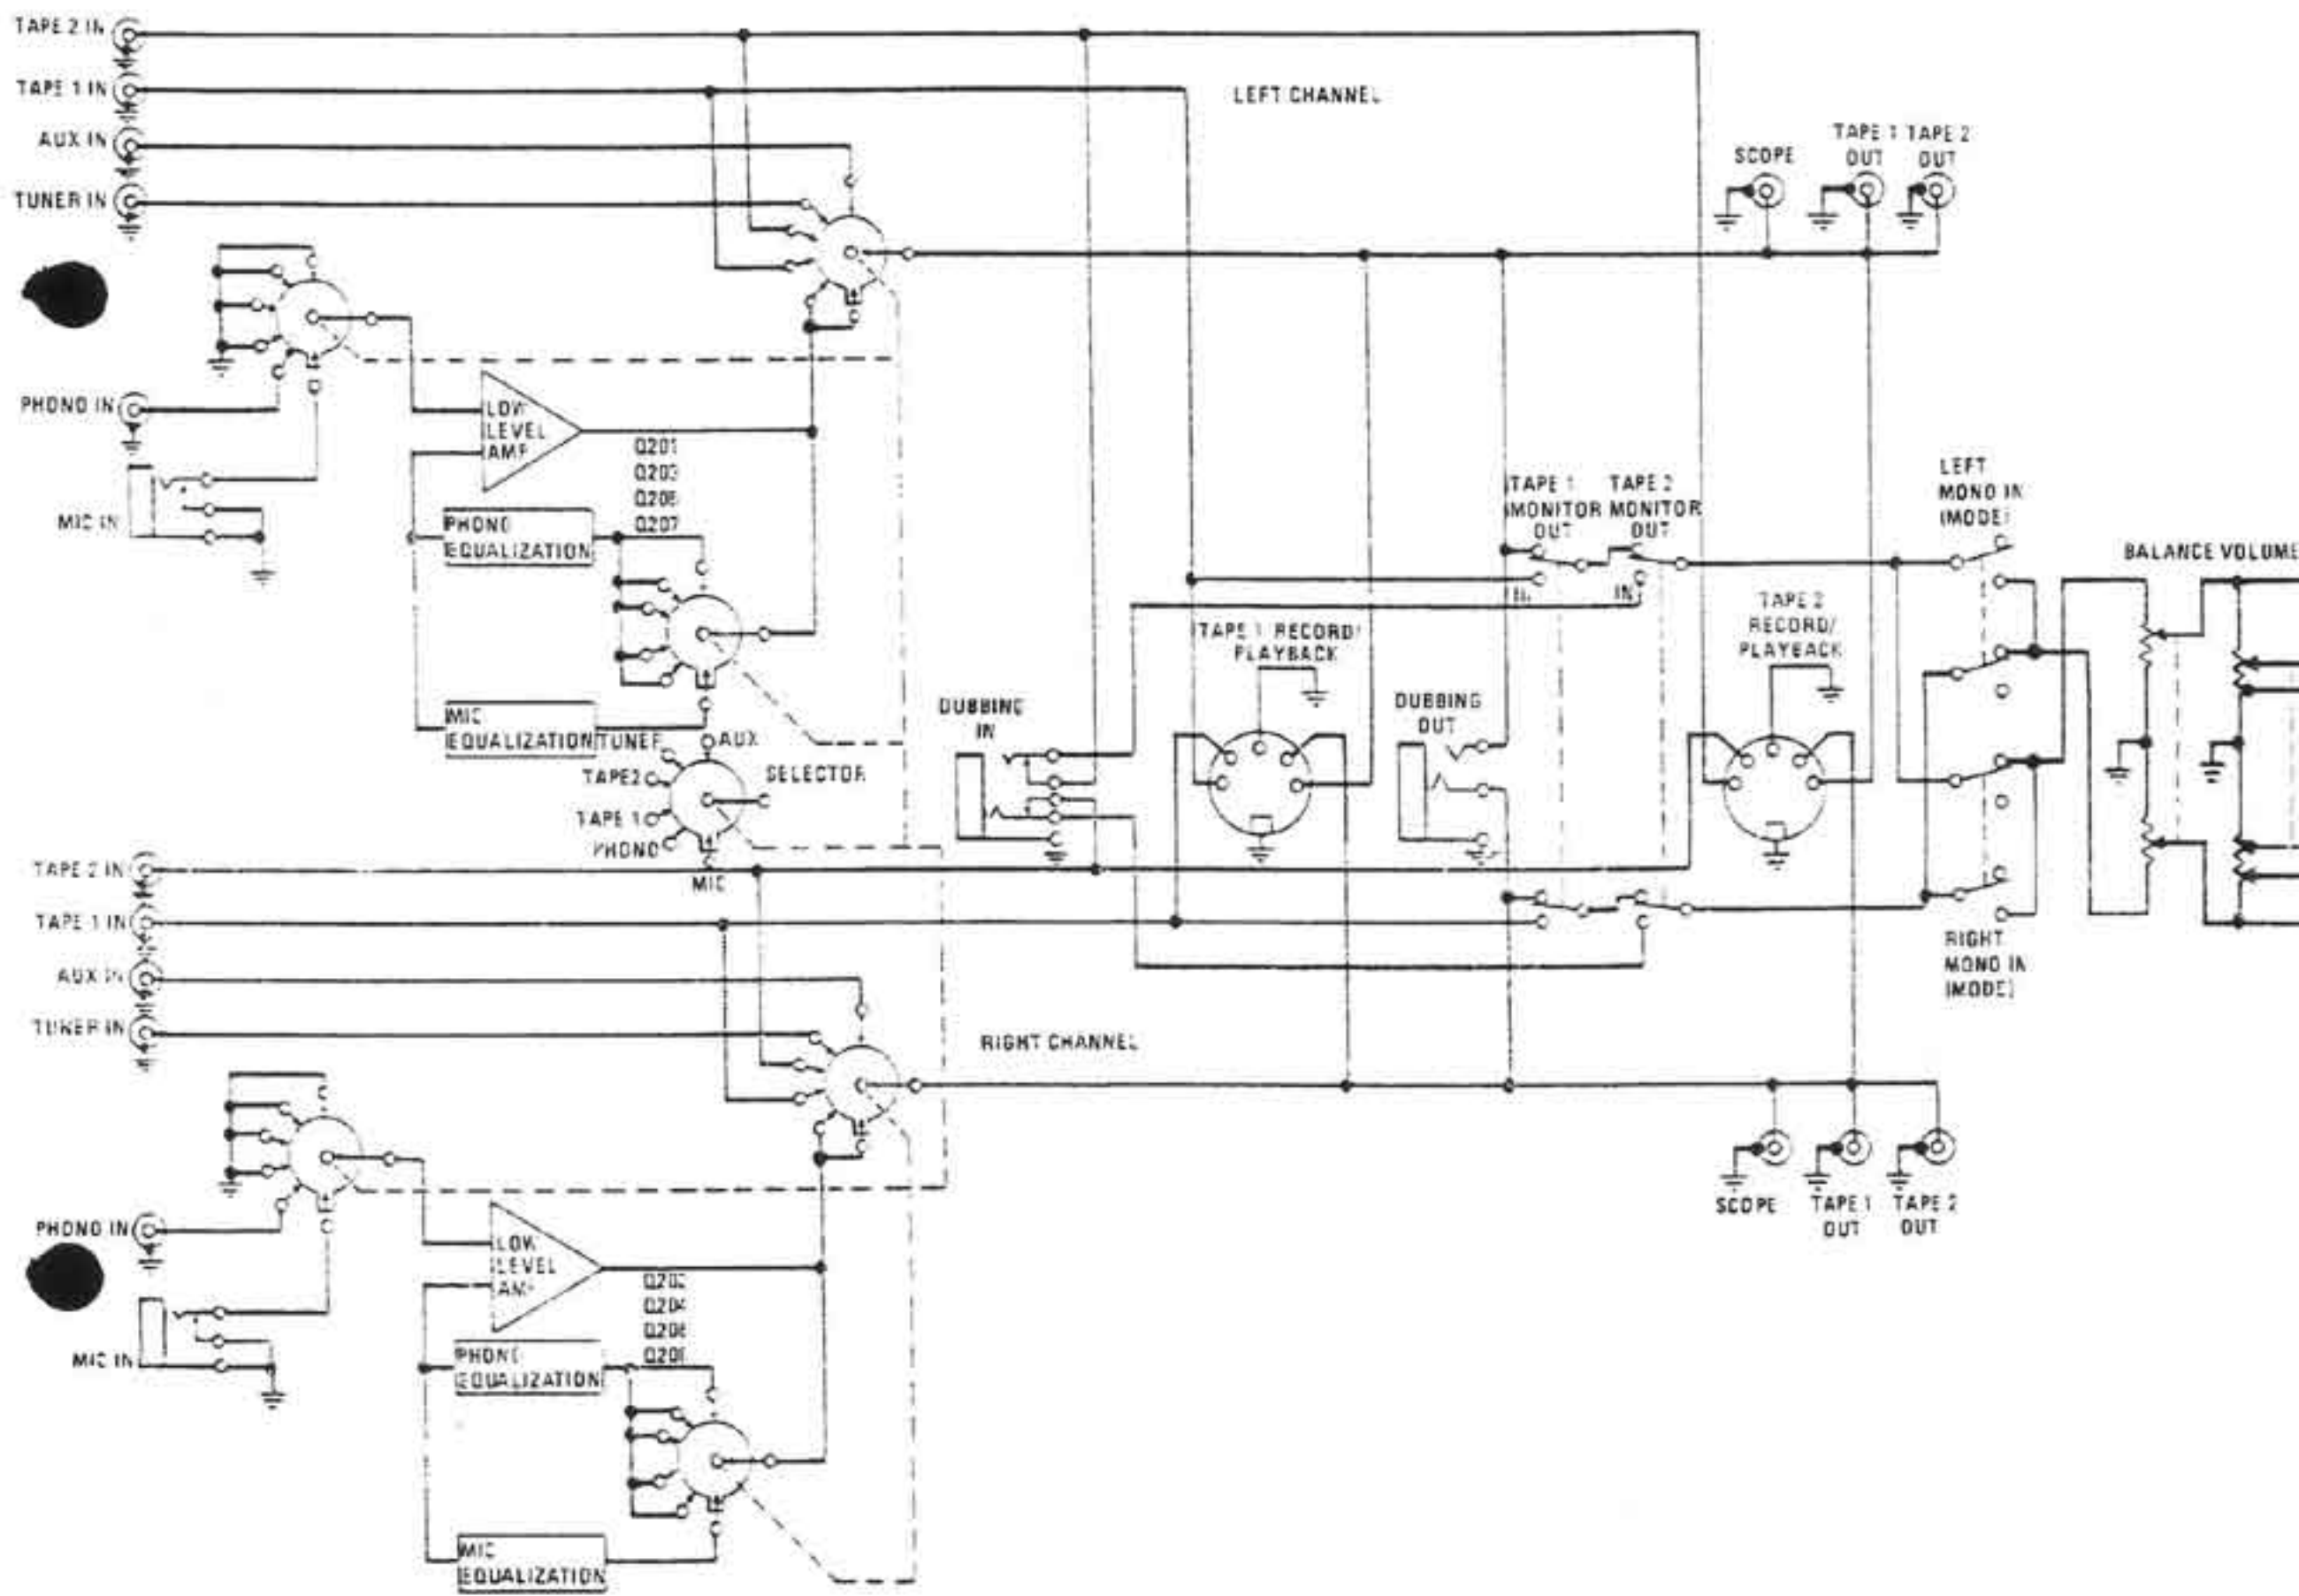 TAPE 2 IN
TAPE 1 IN
AUX IN
TUNER IN
LEFT CHANNEL
SCOPE
TAPE 1 OUT
TAPE 2 OUT
PHONO IN
MIC IN
LOW
LEVEL
AMP
Q201
Q203
Q207
PHONO
EQUALIZATION
MIC
EQUALIZATION
TAPE 1
MONITOR
OUT
TAPE 2
MONITOR
OUT
IN
IN
LEFT
MONO IN
(MODE)
BALANCE VOLUME
TAPE 1 RECORD/
PLAYBACK
TAPE 2
RECORD/
PLAYBACK
DUBBING
IN
DUBBING
OUT
TUNER
AUX
TAPE2
SELECTOR
TAPE 1
PHONO
MIC
TAPE 2 IN
TAPE 1 IN
AUX IN
TUNER IN
RIGHT CHANNEL
RIGHT
MONO IN
(MODE)
SCOPE
TAPE 1
OUT
TAPE 2
OUT
PHONO IN
MIC IN
LOW
LEVEL
AMP
Q204
PHONO
EQUALIZATION
MIC
EQUALIZATION